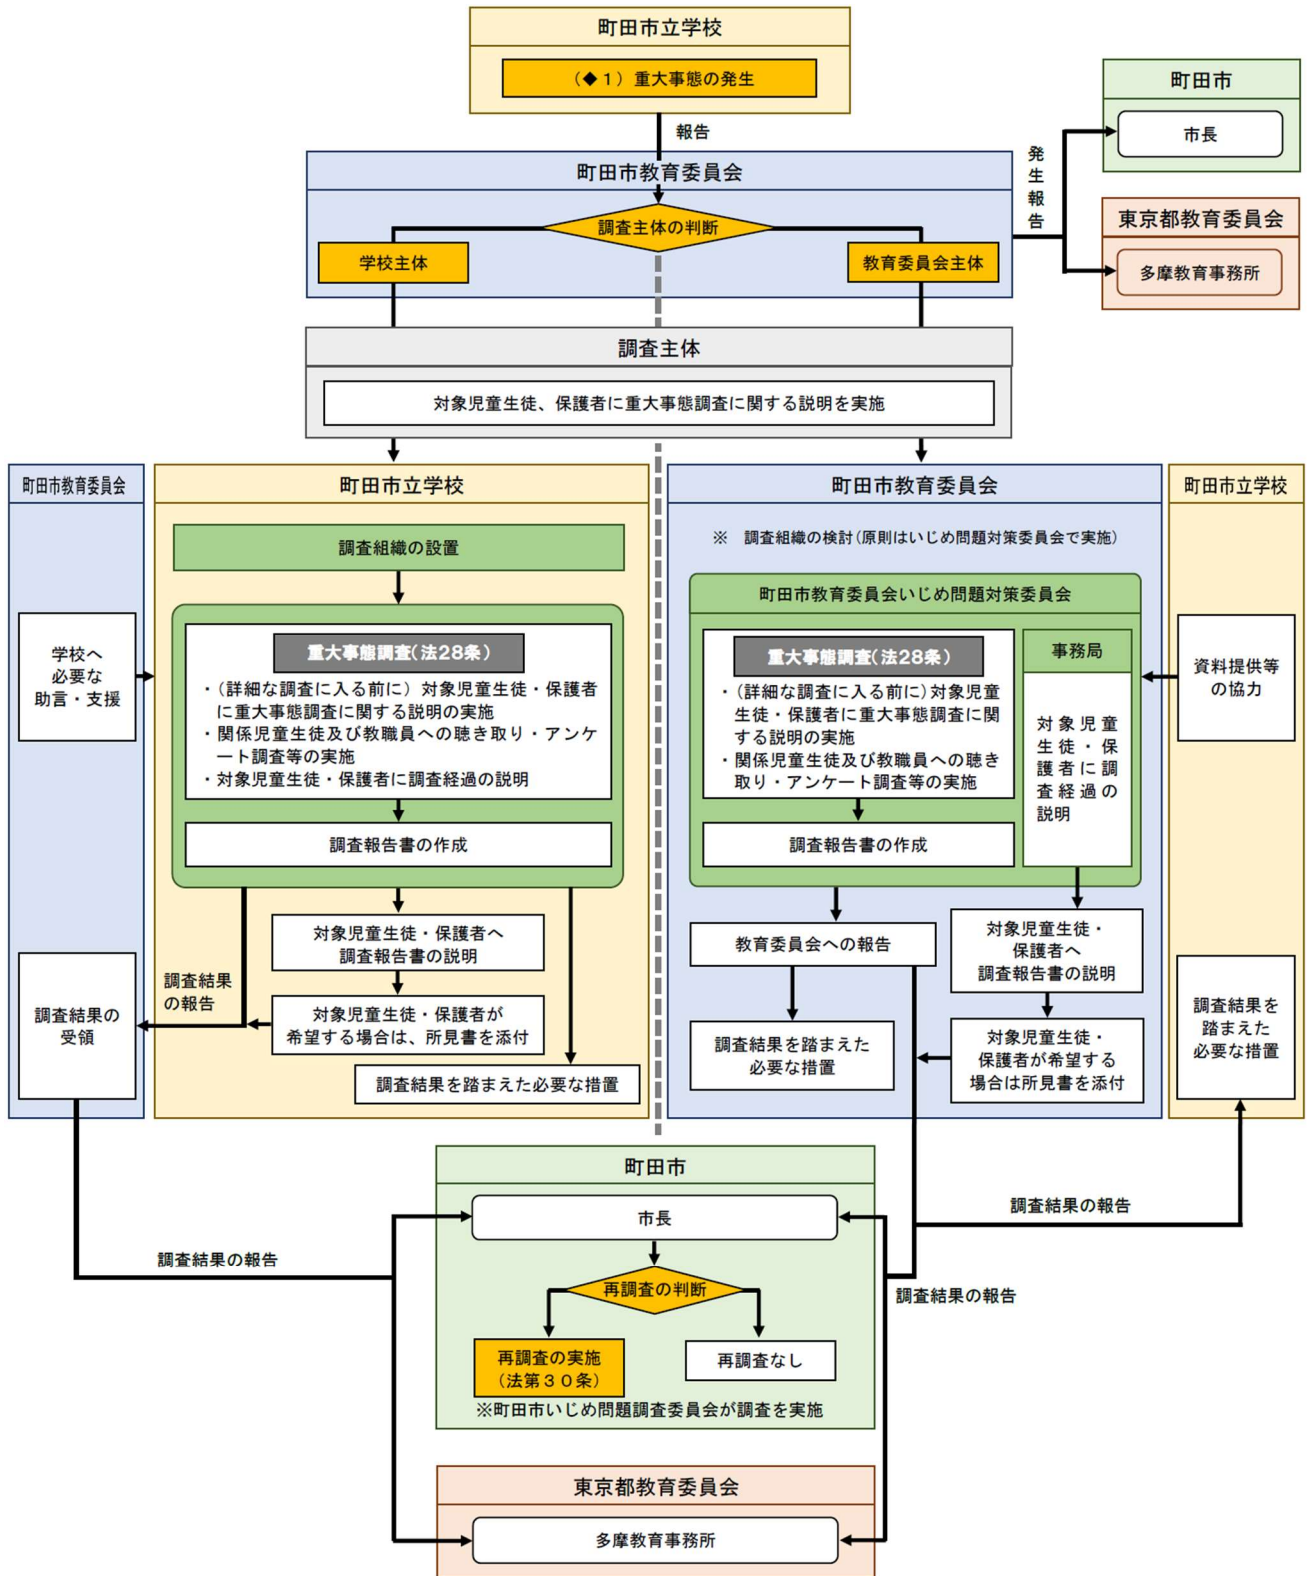 町田市立学校
(◆1)重大事態の発生
報告
町田市
市長
発生報告
東京都教育委員会
多摩教育事務所
町田市教育委員会
調査主体の判断
学校主体
教育委員会主体
調査主体
対象児童生徒、保護者に重大事態調査に関する説明を実施
町田市教育委員会
学校へ
必要な
助言・支援
調査結果の
受領
町田市立学校
調査組織の設置
重大事態調査(法28条)
・(詳細な調査に入る前に)対象児童生徒・保護者
に重大事態調査に関する説明の実施
・関係児童生徒及び教職員への聴き取り・アンケ
ート調査等の実施
・対象児童生徒・保護者に調査経過の説明
調査報告書の作成
対象児童生徒・保護者へ
調査報告書の説明
調査結果
の報告
対象児童生徒・保護者が
希望する場合は、所見書を添付
調査結果を踏まえた必要な措置
町田市教育委員会
※ 調査組織の検討(原則はいじめ問題対策委員会で実施)
町田市教育委員会いじめ問題対策委員会
重大事態調査(法28条)
・(詳細な調査に入る前に)対象児童
生徒・保護者に重大事態調査に関
する説明の実施
・関係児童生徒及び教職員への聴き
取り・アンケート調査等の実施
調査報告書の作成
事務局
対象児童
生徒・保
護者に調
査経過の
説明
教育委員会への報告
対象児童生徒・
保護者へ
調査報告書の説明
調査結果を踏まえた
必要な措置
対象児童生徒・
保護者が希望する
場合は所見書を添付
町田市立学校
資料提供等
の協力
調査結果を
踏まえた
必要な措置
調査結果の報告
調査結果の報告
調査結果の報告
町田市
市長
再調査の判断
再調査の実施
(法第30条)
再調査なし
※町田市いじめ問題調査委員会が調査を実施
東京都教育委員会
多摩教育事務所